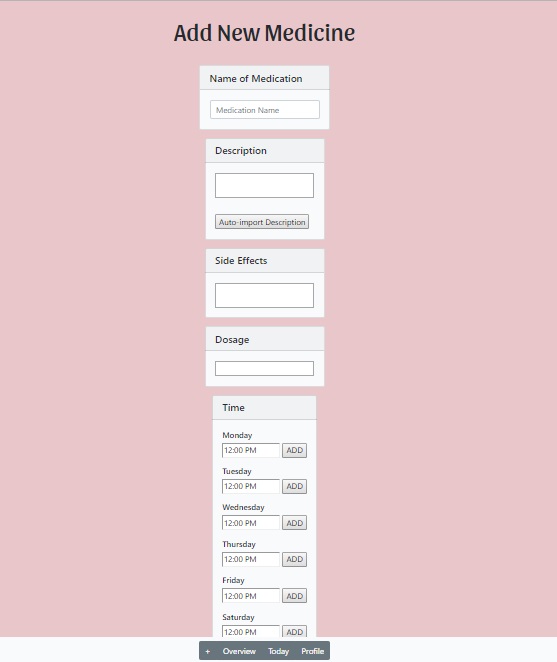 Add New Medicine
Name of Medication
Medication Name
Description
Auto-import Description
Side Effects
Dosage
Time
Monday
12:00 PM ADD
Tuesday
12:00 PM ADD
Wednesday
12:00 PM ADD
Thursday
12:00 PM ADD
Friday
12:00 PM ADD
Saturday
12:00 PM ADD
+ Overview Today Profile